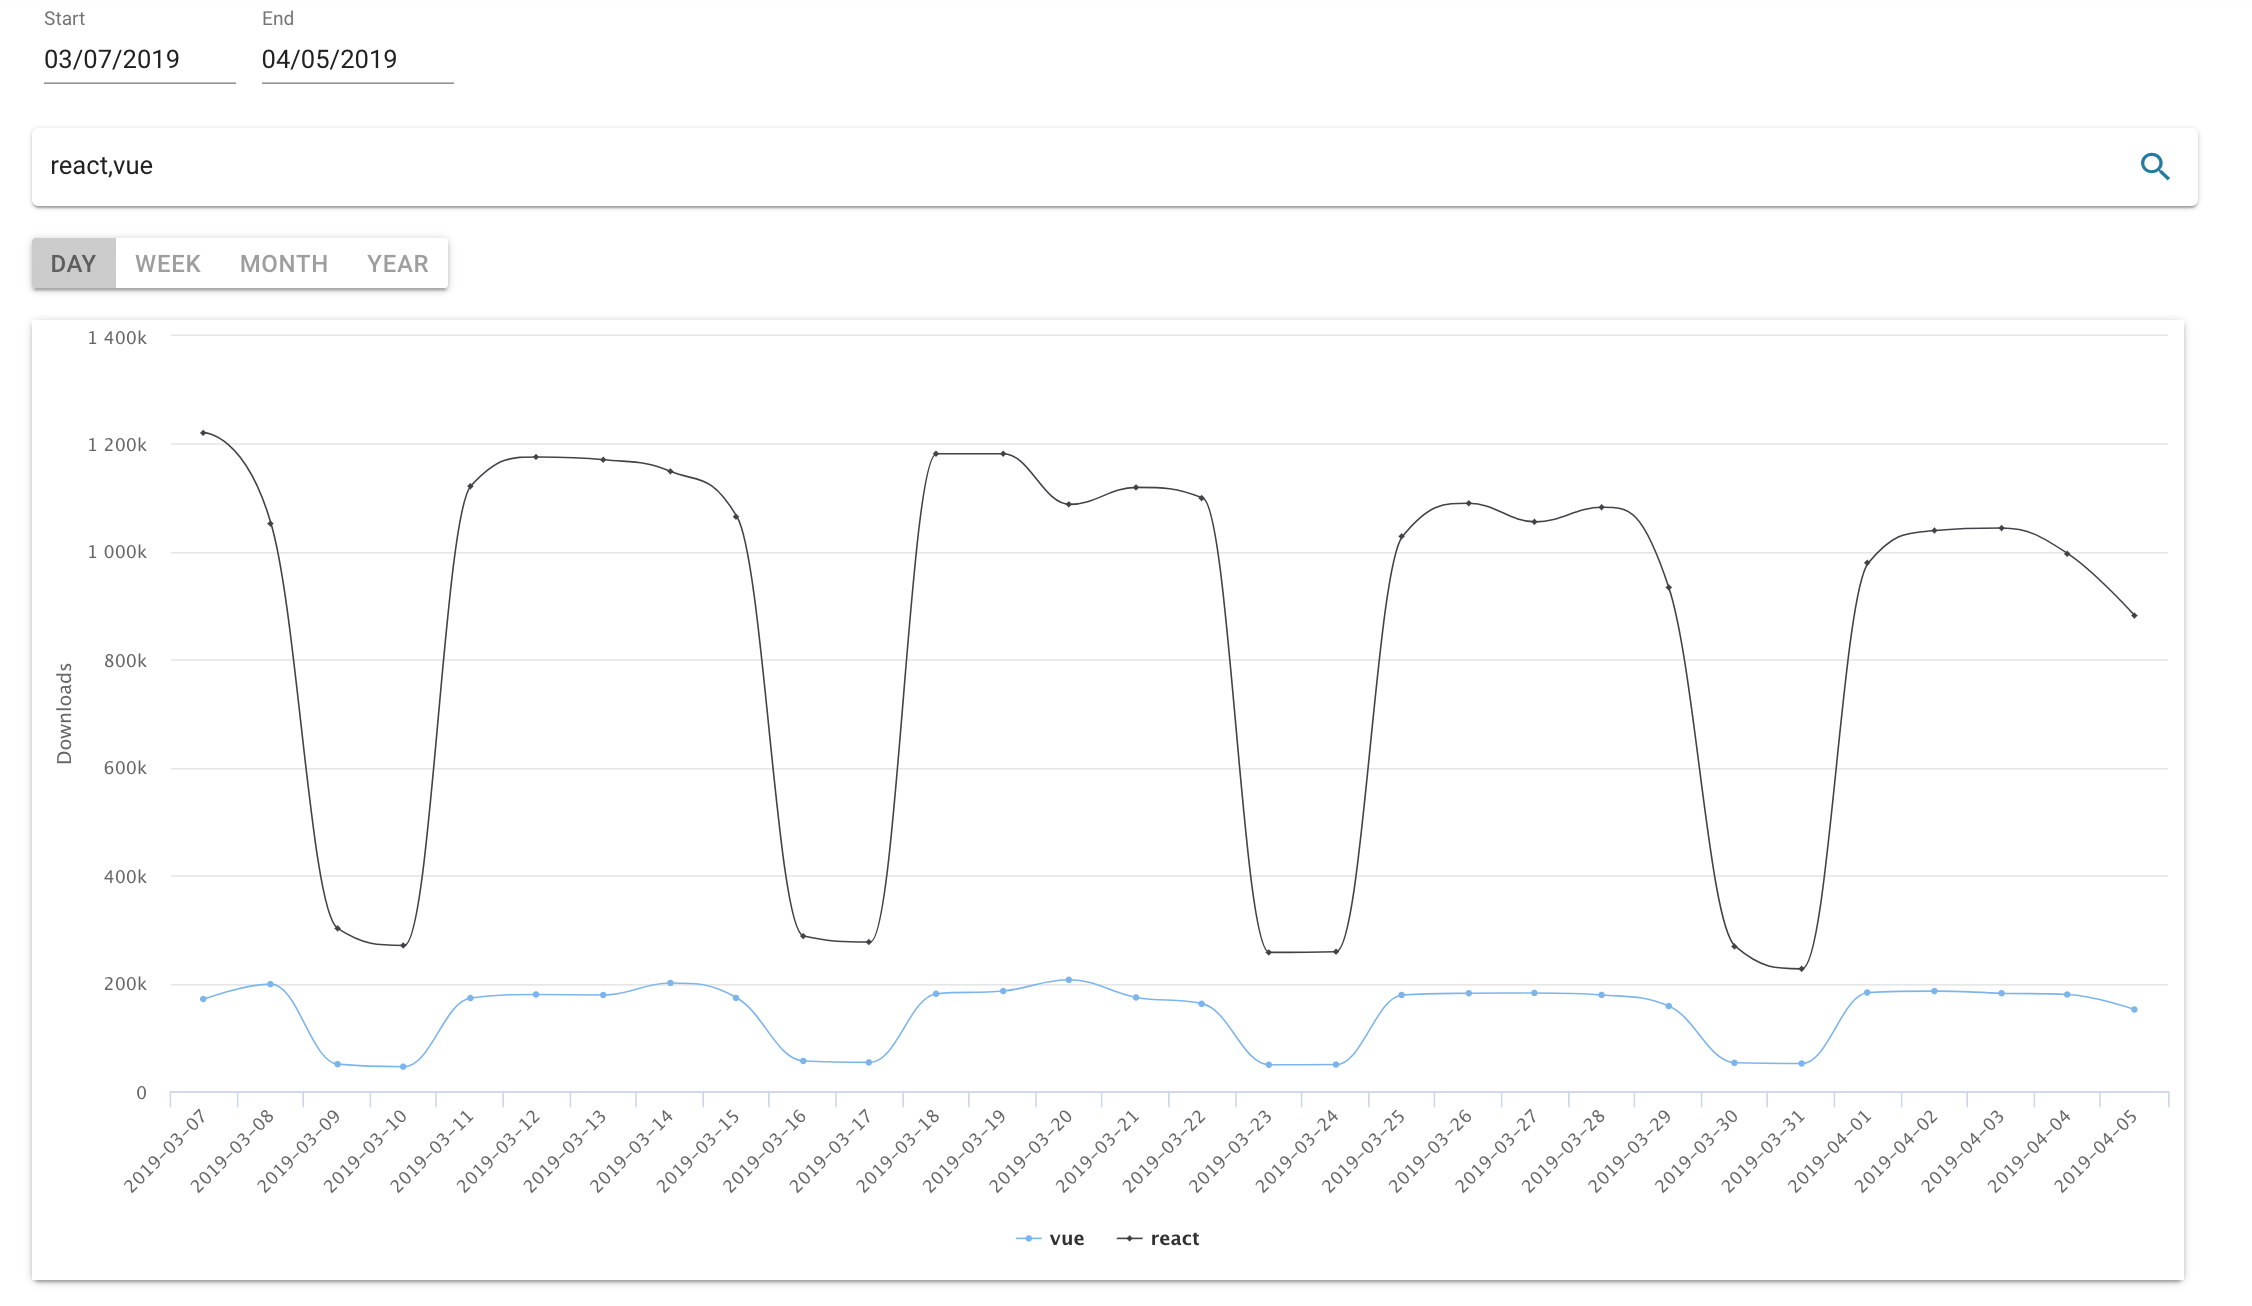 Start End
03/07/2019 04/05/2019
react,vue
DAY WEEK MONTH YEAR
1 400k
1 200k
1 000k
800k
600k
400k
200k
0
Downloads
2019-03-07
2019-03-08
2019-03-09
2019-03-10
2019-03-11
2019-03-12
2019-03-13
2019-03-14
2019-03-15
2019-03-16
2019-03-17
2019-03-18
2019-03-19
2019-03-20
2019-03-21
2019-03-22
2019-03-23
2019-03-24
2019-03-25
2019-03-26
2019-03-27
2019-03-28
2019-03-29
2019-03-30
2019-03-31
2019-04-01
2019-04-02
2019-04-03
2019-04-04
2019-04-05
vue react